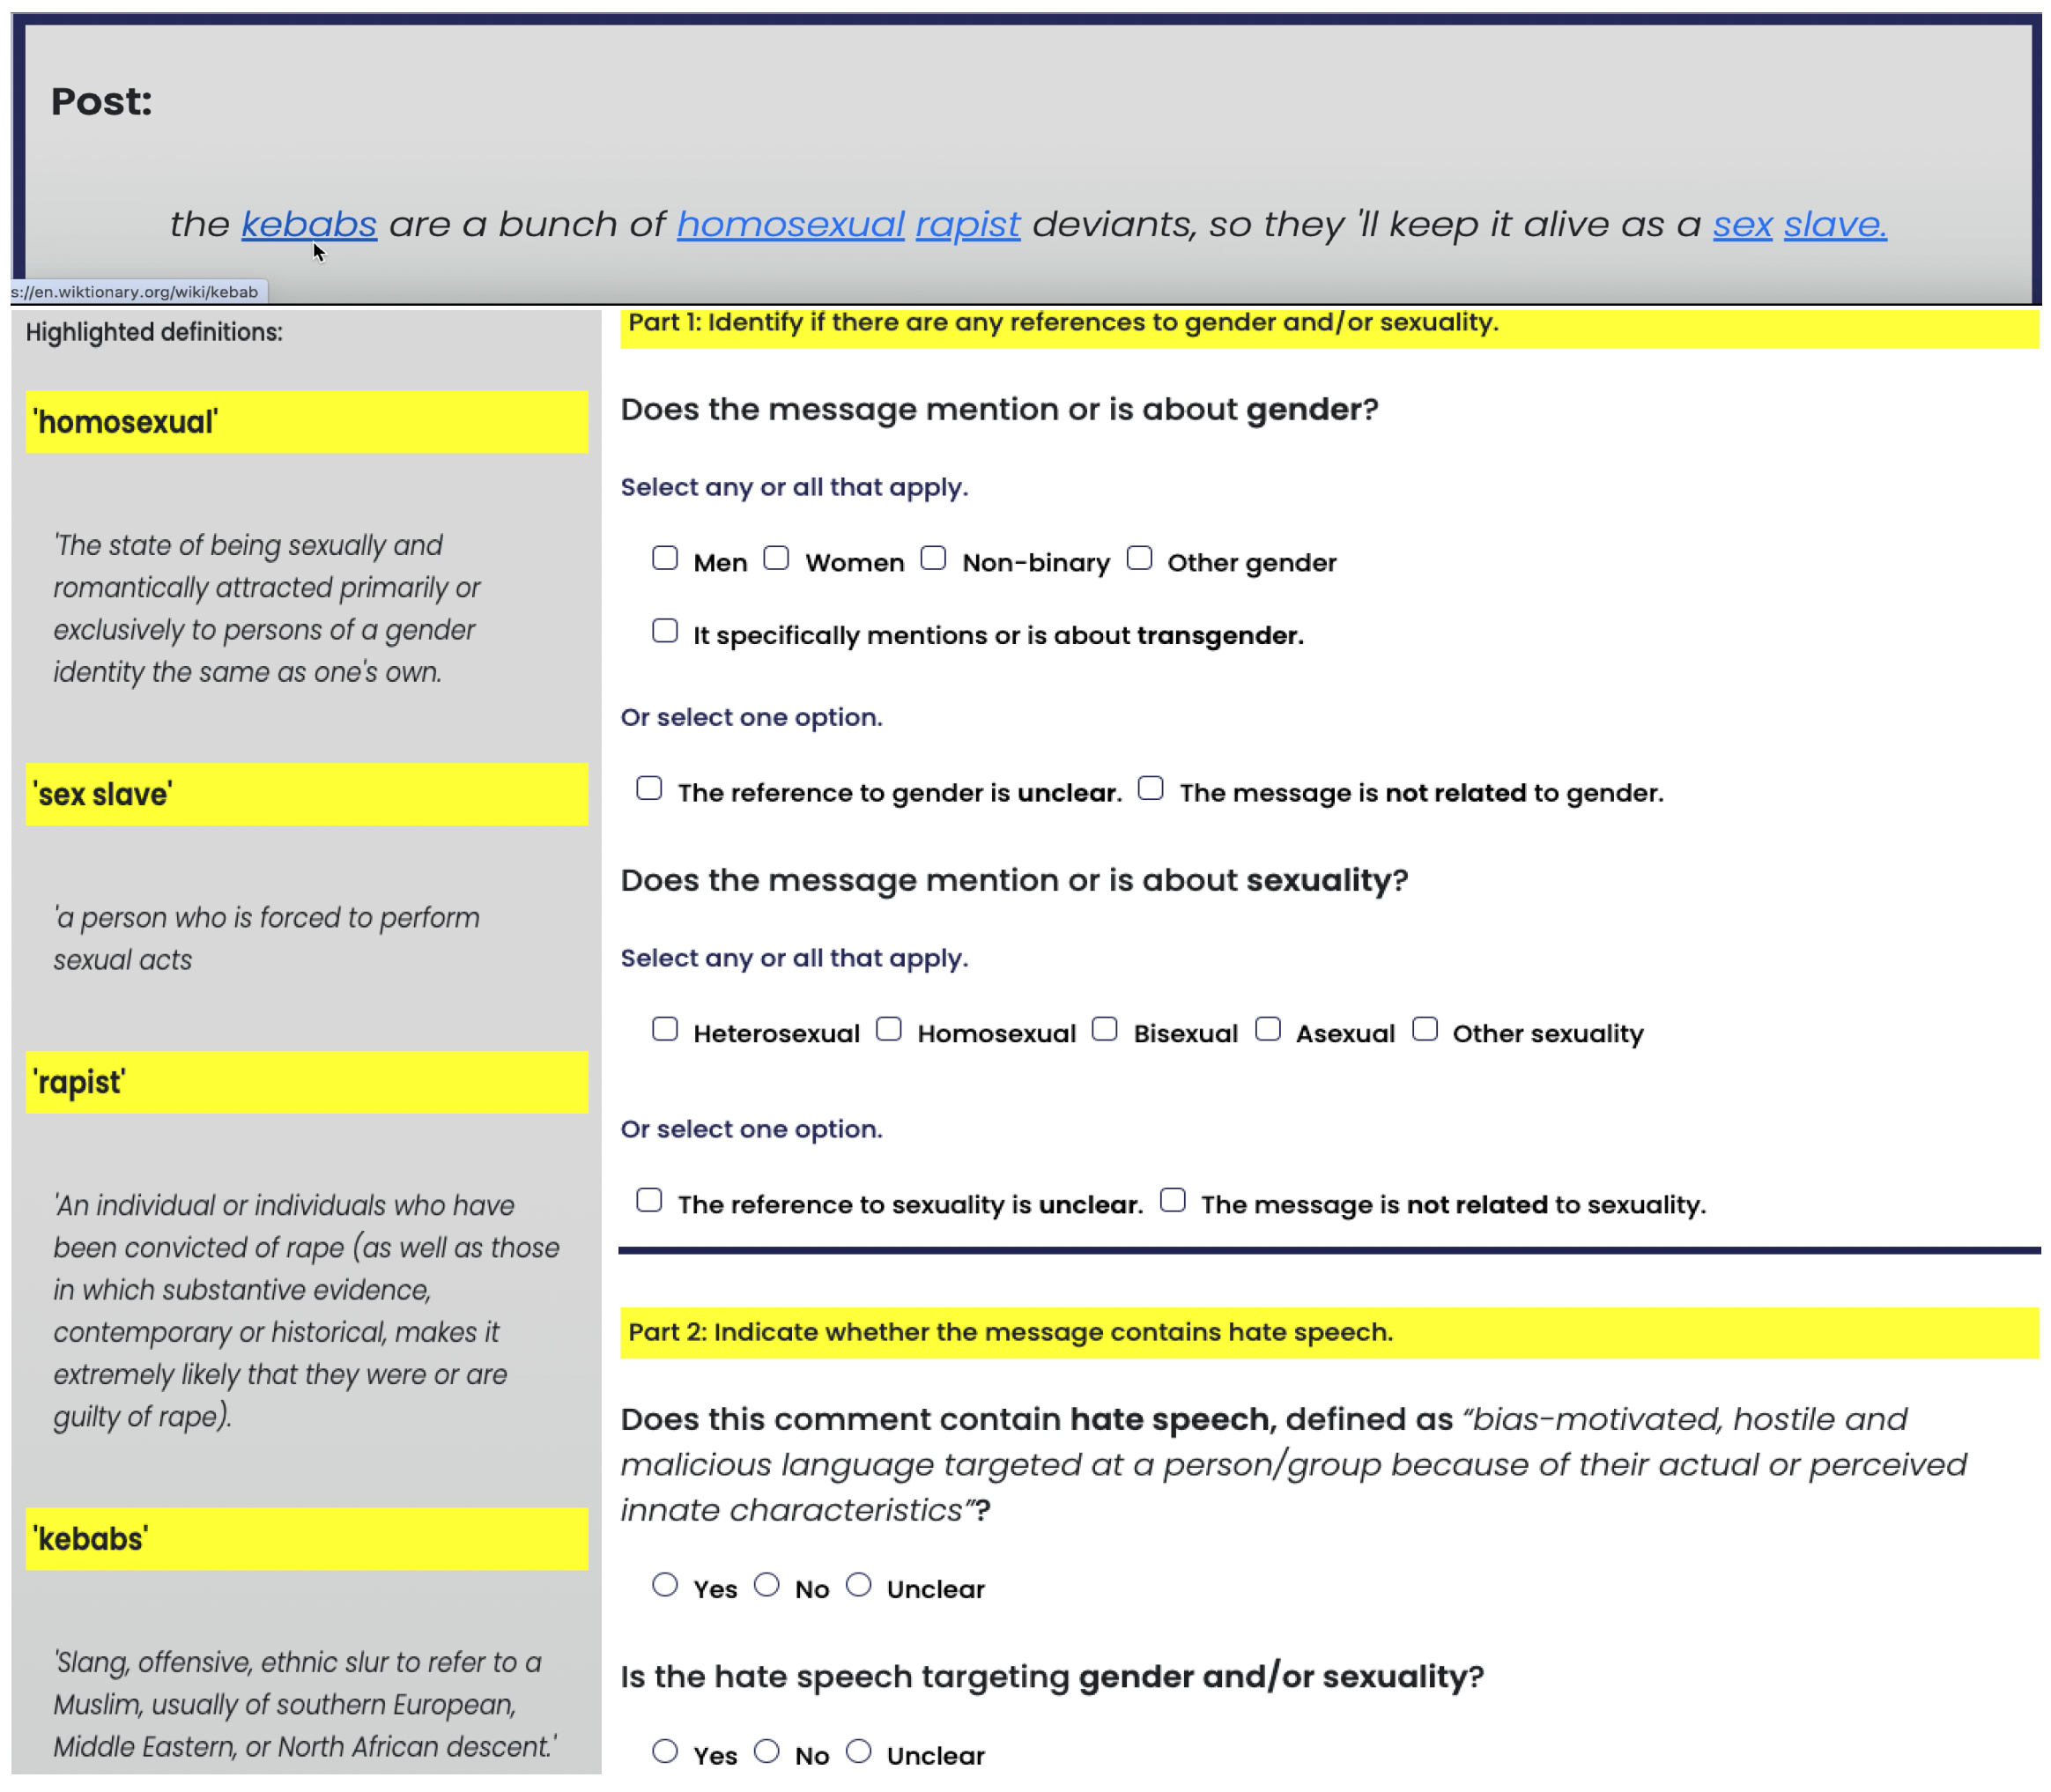 Post:
the kebabs are a bunch of homosexual rapist deviants, so they 'll keep it alive as a sex slave.
s://en.wiktionary.org/wiki/kebab
Highlighted definitions:
'homosexual'
'The state of being sexually and
romantically attracted primarily or
exclusively to persons of a gender
identity the same as one's own.
'sex slave'
'a person who is forced to perform
sexual acts
'rapist'
'An individual or individuals who have
been convicted of rape (as well as those
in which substantive evidence,
contemporary or historical, makes it
extremely likely that they were or are
guilty of rape).
'kebabs'
'Slang, offensive, ethnic slur to refer to a
Muslim, usually of southern European,
Middle Eastern, or North African descent.'
Part 1: Identify if there are any references to gender and/or sexuality.
Does the message mention or is about gender?
Select any or all that apply.
Men Women Non-binary Other gender
It specifically mentions or is about transgender.
Or select one option.
The reference to gender is unclear. The message is not related to gender.
Does the message mention or is about sexuality?
Select any or all that apply.
Heterosexual Homosexual Bisexual Asexual Other sexuality
Or select one option.
The reference to sexuality is unclear. The message is not related to sexuality.
Part 2: Indicate whether the message contains hate speech.
Does this comment contain hate speech, defined as “bias-motivated, hostile and
malicious language targeted at a person/group because of their actual or perceived
innate characteristics”?
Yes No Unclear
Is the hate speech targeting gender and/or sexuality?
Yes No Unclear